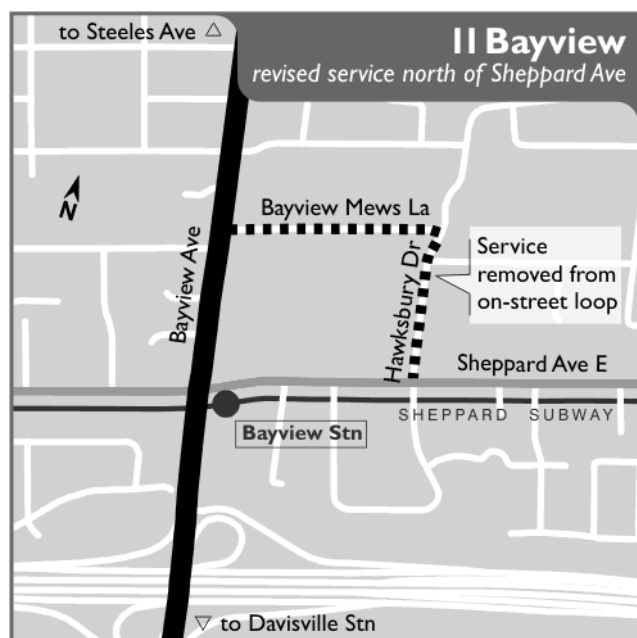 to Steeles Ave △
11 Bayview
revised service north of Sheppard Ave
N
Bayview Mews La
Bayview Ave
Hawksbury Dr
Service
removed from
on-street loop
Sheppard Ave E
SHEPPARD SUBWAY
Bayview Stn
▽ to Davisville Stn